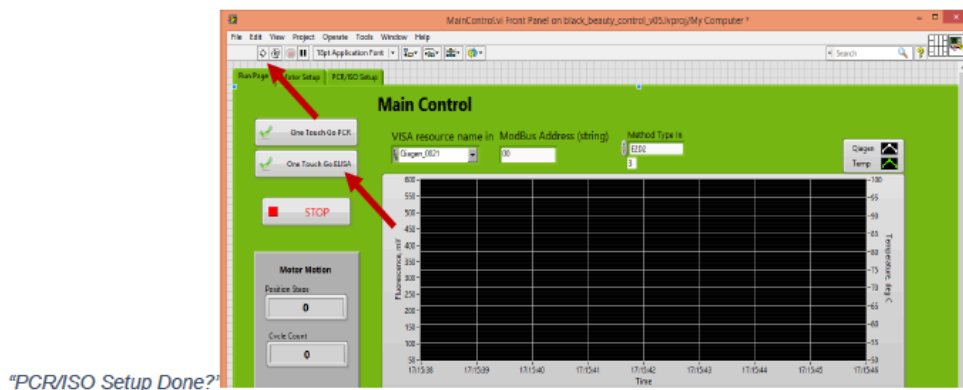 MainControl.vi Front Panel on black_beauty_control_v05.lvproj/My Computer *
File Edit View Project Operate Tools Window Help
15pt Application Font
Search
Run Page Motor Setup PCR/ISO Setup
Main Control
One Touch Go PCR
VISA resource name in ModBus Address (string) Method Type In
Qiagen_0821 00 E2D2
3
Qiagen
Temp
One Touch Go ELISA
STOP
600 550 500 450 400 350 300 250 200 150 100 50
Fluorescence, mV
100 95 90 85 80 75 70 65 60 55 50
Temperature, deg C
Motor Motion
Position Steps
0
Cycle Count
0
17:15:38 17:15:39 17:15:40 17:15:41 17:15:42 17:15:43 17:15:44 17:15:45 17:15:46
Time
"PCR/ISO Setup Done?"